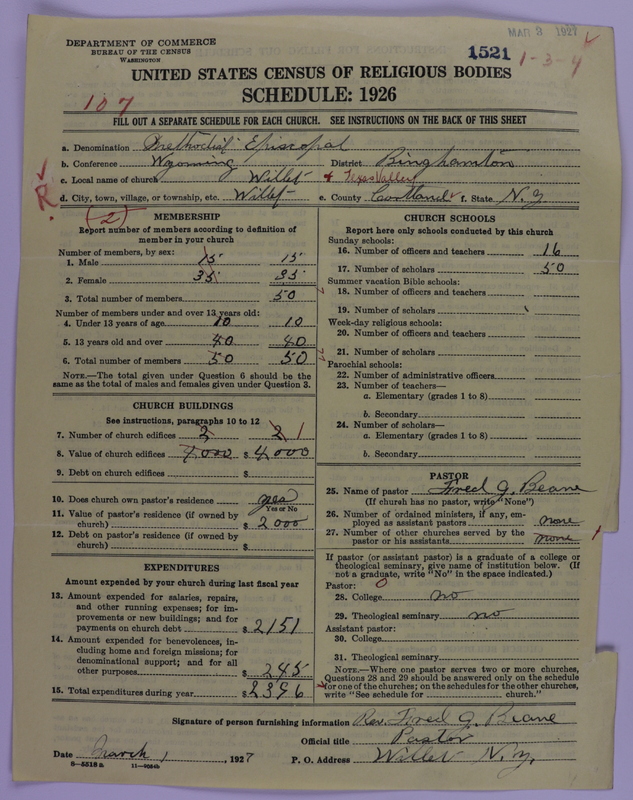 MAR 3 1927
DEPARTMENT OF COMMERCE
BUREAU OF THE CENSUS
WASHINGTON
1521
1-3-4
UNITED STATES CENSUS OF RELIGIOUS BODIES
SCHEDULE: 1926
107
FILL OUT A SEPARATE SCHEDULE FOR EACH CHURCH. SEE INSTRUCTIONS ON THE BACK OF THIS SHEET
a. Denomination Methodist Episcopal
b. Conference Wyoming District Binghamton
c. Local name of church Willet + Texas Valley
R
d. City, town, village, or township, etc. Willet e. County Cortland f. State N.Y.
(2)
MEMBERSHIP
Report number of members according to definition of
member in your church
Number of members, by sex:
1. Male 15 15
2. Female 35 35
3. Total number of members 50
Number of members under and over 13 years old:
4. Under 13 years of age 10 10
5. 13 years old and over 40 40
6. Total number of members 50 50
NOTE.—The total given under Question 6 should be
the same as the total of males and females given under Question 3.
CHURCH BUILDINGS
See instructions, paragraphs 10 to 12
7. Number of church edifices 2 2 1
8. Value of church edifices 4000 $ 4000
9. Debt on church edifices $
10. Does church own pastor's residence yes
Yes or No
11. Value of pastor's residence (if owned by
church) $ 2000
12. Debt on pastor's residence (if owned by
church) $
EXPENDITURES
Amount expended by your church during last fiscal year
13. Amount expended for salaries, repairs,
and other running expenses; for im-
provements or new buildings; and for
payments on church debt $ 2151
14. Amount expended for benevolences, in-
cluding home and foreign missions; for
denominational support; and for all
other purposes $ 245
15. Total expenditures during year $ 2396
CHURCH SCHOOLS
Report here only schools conducted by this church
Sunday schools:
16. Number of officers and teachers 16
17. Number of scholars 50
Summer vacation Bible schools:
18. Number of officers and teachers
19. Number of scholars
Week-day religious schools:
20. Number of officers and teachers
21. Number of scholars
Parochial schools:
22. Number of administrative officers
23. Number of teachers—
a. Elementary (grades 1 to 8)
b. Secondary
24. Number of scholars—
a. Elementary (grades 1 to 8)
b. Secondary
PASTOR
25. Name of pastor Fred G. Beane
(If church has no pastor, write "None")
26. Number of ordained ministers, if any, em-
ployed as assistant pastors none
27. Number of other churches served by the
pastor or his assistants none 1
If pastor (or assistant pastor) is a graduate of a college or
theological seminary, give name of institution below. (If
not a graduate, write "No" in the space indicated.)
Pastor:
28. College no
29. Theological seminary no
Assistant pastor:
30. College
31. Theological seminary
NOTE.—Where one pastor serves two or more churches,
Questions 28 and 29 should be answered only on the schedule
for one of the churches; on the schedules for the other churches,
write "See schedule for church."
Signature of person furnishing information Rev. Fred G. Beane
Official title Pastor
Date March 1, 1927 P. O. Address Willet N.Y.